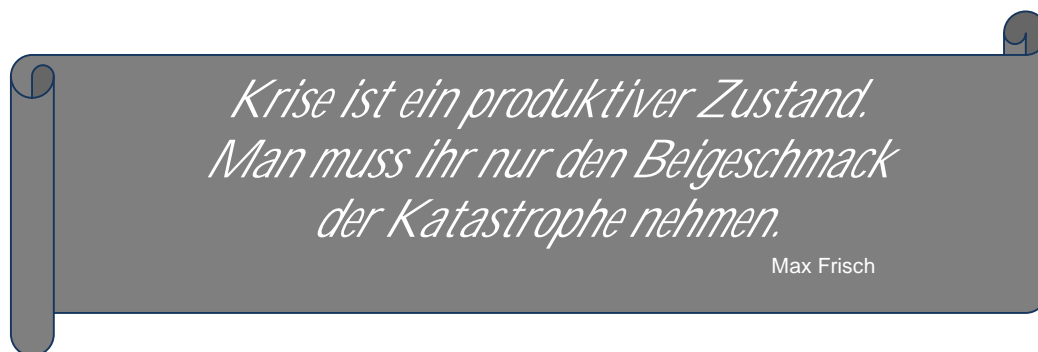 Krise ist ein produktiver Zustand.
Man muss ihr nur den Beigeschmack
der Katastrophe nehmen.
Max Frisch